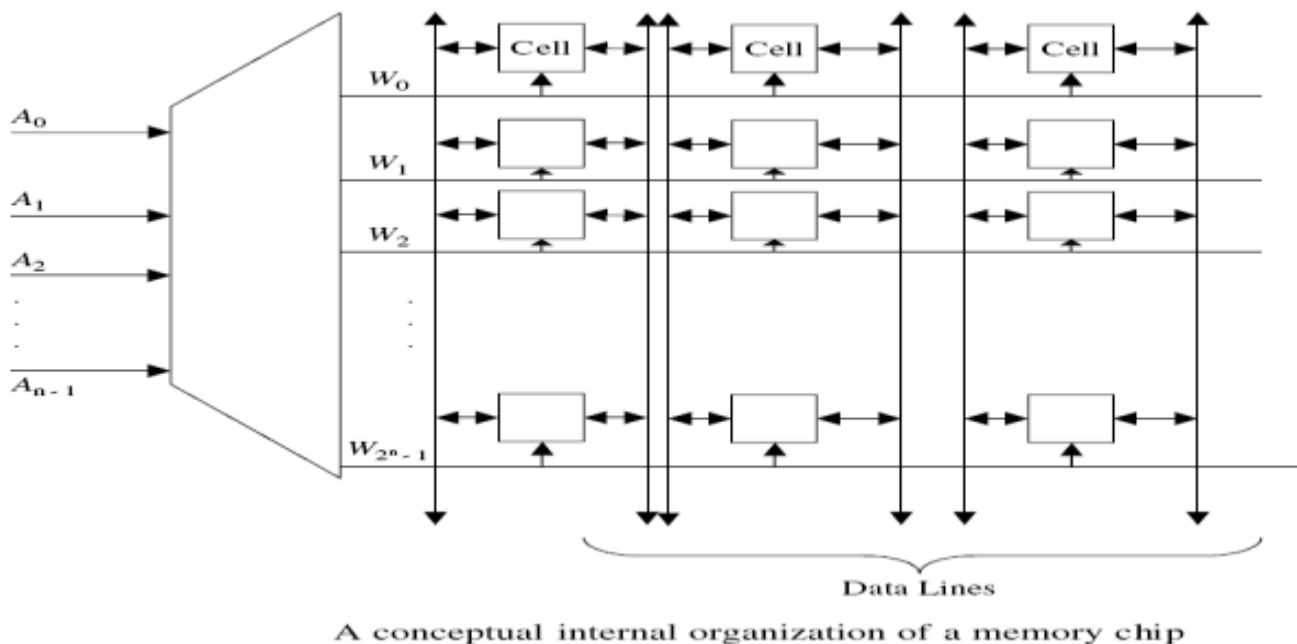 Cell Cell Cell
W₀
A₀
W₁
A₁
W₂
A₂
Aₙ₋₁
W₂ⁿ₋₁
Data Lines
A conceptual internal organization of a memory chip